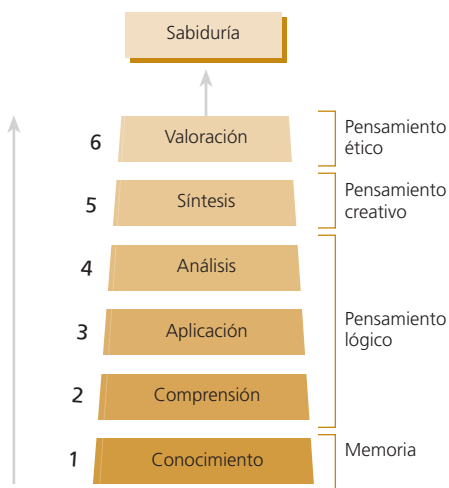 Sabiduría
6
Valoración
Pensamiento
ético
5
Síntesis
Pensamiento
creativo
4
Análisis
3
Aplicación
Pensamiento
lógico
2
Comprensión
1
Conocimiento
Memoria